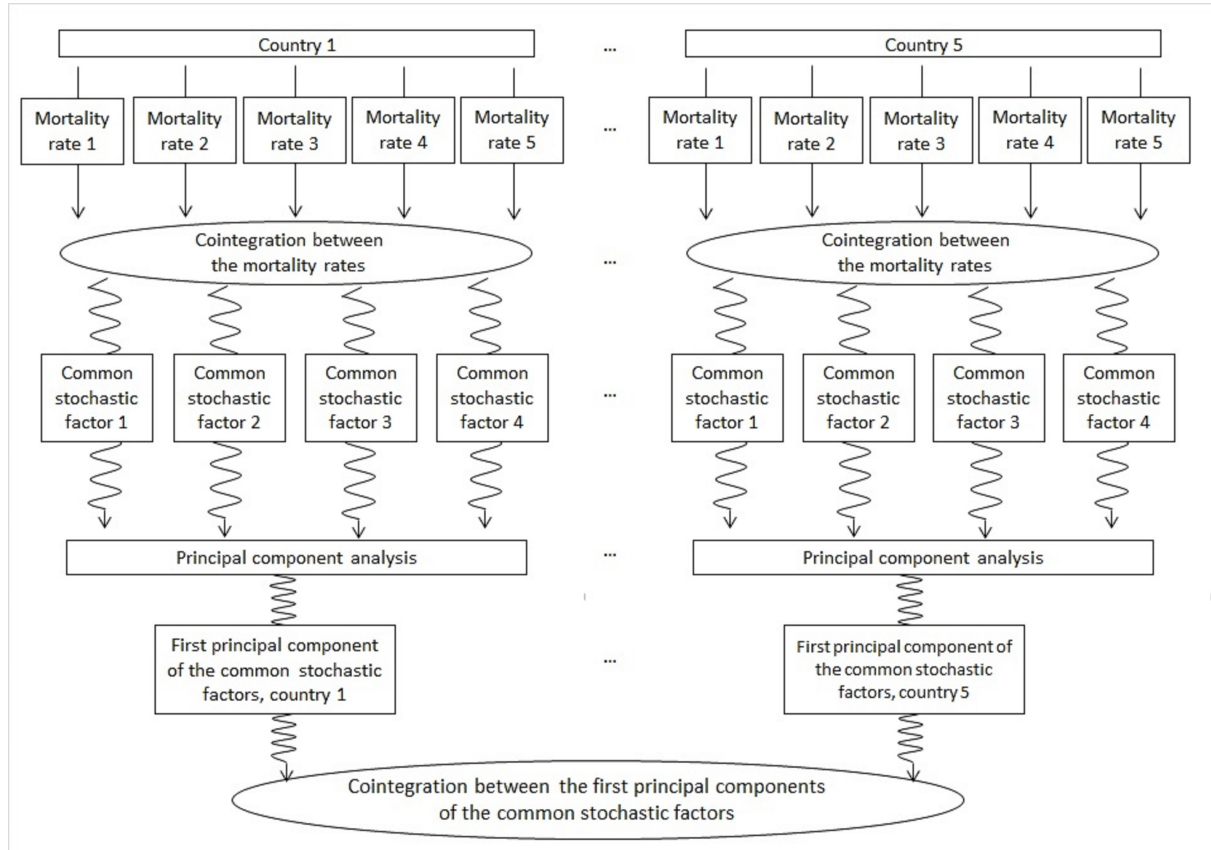 Country 1 ... Country 5
Mortality Mortality Mortality Mortality Mortality ... Mortality Mortality Mortality Mortality Mortality
rate 1 rate 2 rate 3 rate 4 rate 5 rate 1 rate 2 rate 3 rate 4 rate 5
Cointegration between ... Cointegration between
the mortality rates the mortality rates
Common Common Common Common ... Common Common Common Common
stochastic stochastic stochastic stochastic stochastic stochastic stochastic stochastic
factor 1 factor 2 factor 3 factor 4 factor 1 factor 2 factor 3 factor 4
Principal component analysis ... Principal component analysis
First principal component ... First principal component of
of the common stochastic the common stochastic
factors, country 1 factors, country 5
Cointegration between the first principal components
of the common stochastic factors